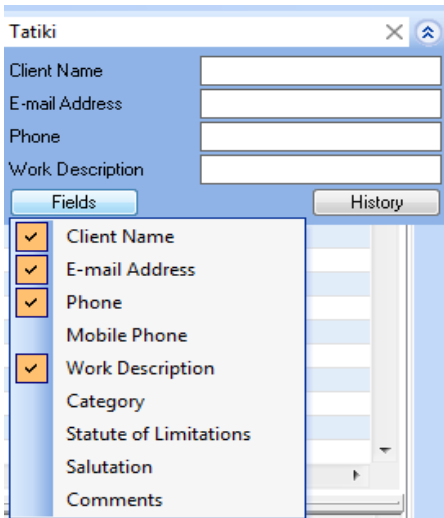 Tatiki
Client Name
E-mail Address
Phone
Work Description
Fields History
Client Name
E-mail Address
Phone
Mobile Phone
Work Description
Category
Statute of Limitations
Salutation
Comments